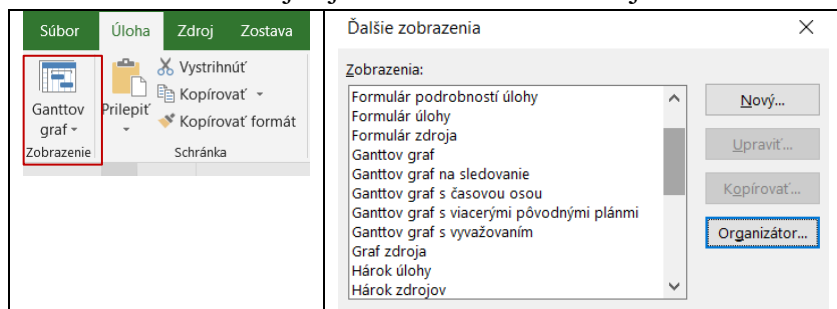 Súbor Úloha Zdroj Zostava
Ganttov graf
Zobrazenie
Prilepiť
Vystrihnúť
Kopírovať
Kopírovať formát
Schránka
Ďalšie zobrazenia
Zobrazenia:
Formulár podrobností úlohy
Formulár úlohy
Formulár zdroja
Ganttov graf
Ganttov graf na sledovanie
Ganttov graf s časovou osou
Ganttov graf s viacerými pôvodnými plánmi
Ganttov graf s vyvažovaním
Graf zdroja
Hárok úlohy
Hárok zdrojov
Nový...
Upraviť...
Kopírovať...
Organizátor...